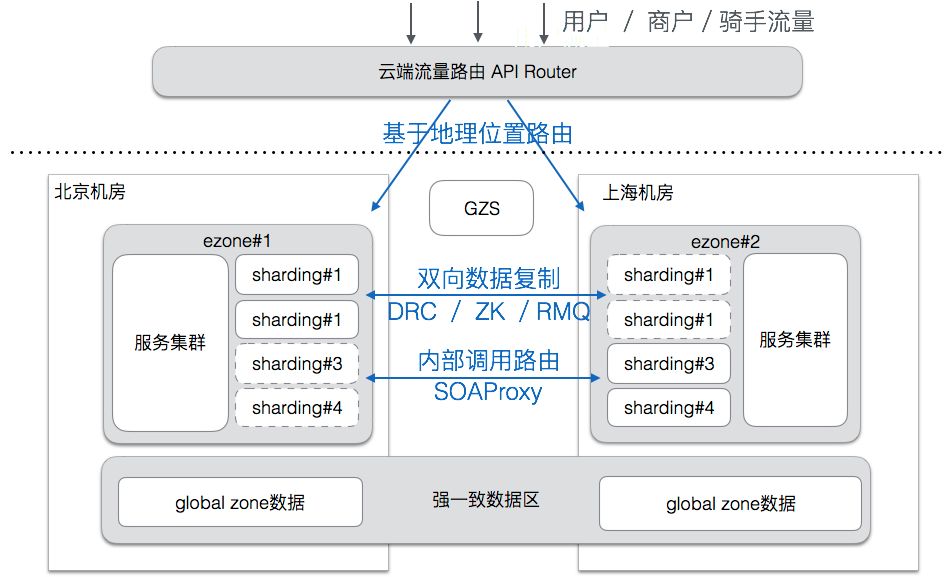 用户 / 商户 / 骑手流量
云端流量路由 API Router
基于地理位置路由
北京机房
GZS
上海机房
ezone#1
服务集群
sharding#1
sharding#1
sharding#3
sharding#4
双向数据复制
DRC / ZK / RMQ
内部调用路由
SOAProxy
ezone#2
sharding#1
sharding#1
sharding#3
sharding#4
服务集群
global zone数据
强一致数据区
global zone数据